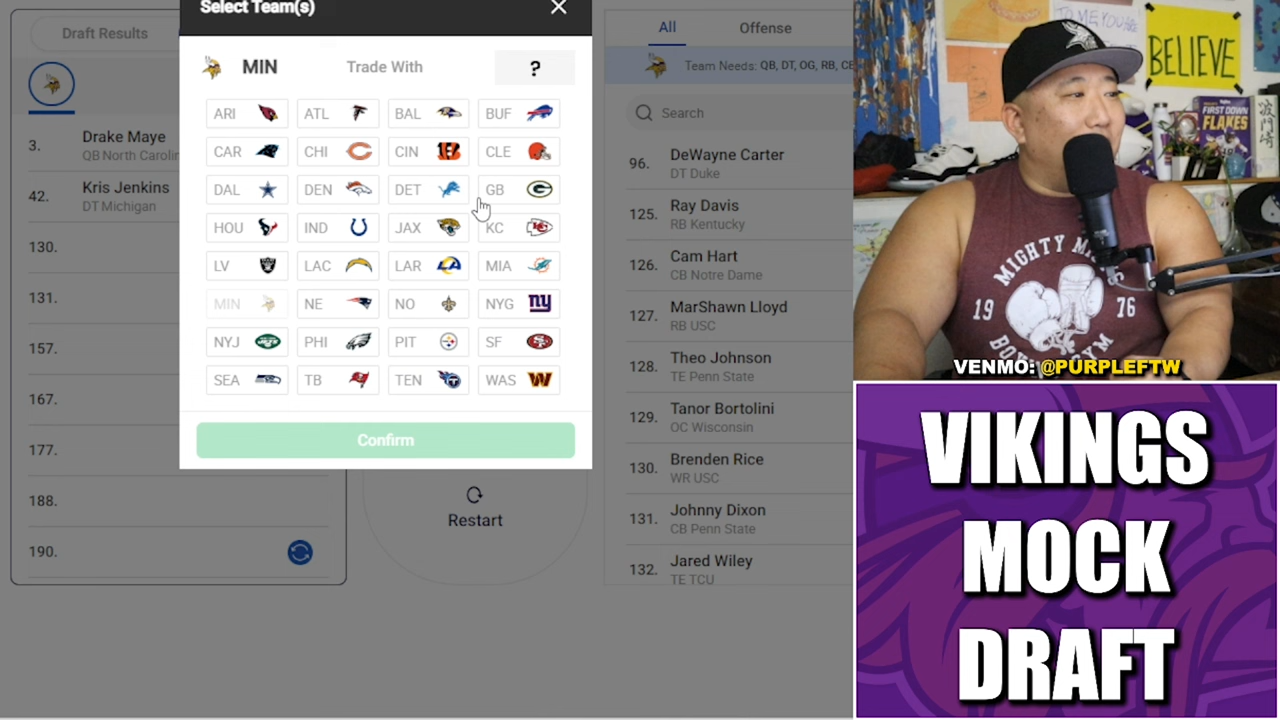 Select Team(s)
Draft Results
MIN
Trade With
?
ARI
ATL
BAL
BUF
CAR
CHI
CIN
CLE
DAL
DEN
DET
GB
HOU
IND
JAX
KC
LV
LAC
LAR
MIA
MIN
NE
NO
NYG
NYJ
PHI
PIT
SF
SEA
TB
TEN
WAS
Confirm
3. Drake Maye
QB North Carolin
42. Kris Jenkins
DT Michigan
130.
131.
157.
167.
177.
188.
190.
Restart
All
Offense
Team Needs: QB, DT, OG, RB, CB
Search
96. DeWayne Carter
DT Duke
125. Ray Davis
RB Kentucky
126. Cam Hart
CB Notre Dame
127. MarShawn Lloyd
RB USC
128. Theo Johnson
TE Penn State
129. Tanor Bortolini
OC Wisconsin
130. Brenden Rice
WR USC
131. Johnny Dixon
CB Penn State
132. Jared Wiley
TE TCU
BELIEVE
FIRST DOWN
FLAKES
MIGHTY
19 76
VENMO: @PURPLEFTW
VIKINGS
MOCK
DRAFT